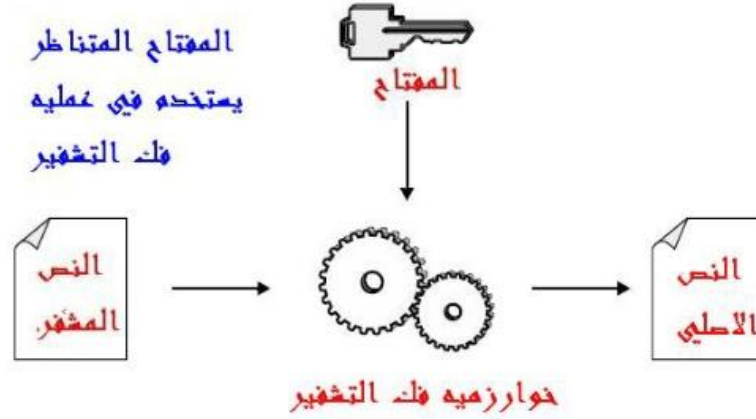 المفتاح المتناظر
يستخدم في عمليه
فك التشفير
المفتاح
النص
المشفر.
النص
الاصلي
خوارزميه فك التشفير